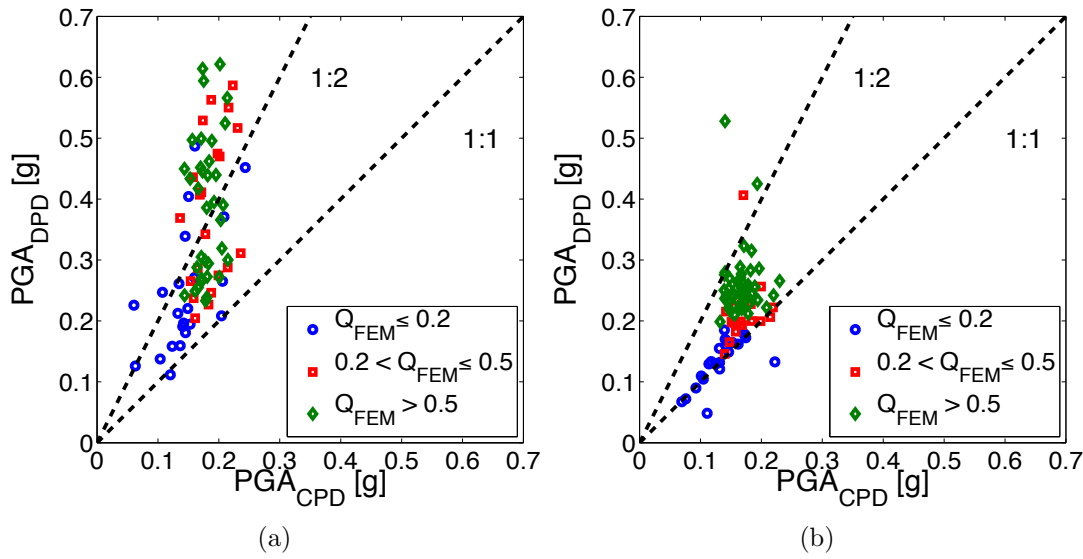 0.7
0.6
0.5
0.4
0.3
0.2
0.1
0
PGA_DPD [g]
1:2
1:1
Q_FEM ≤ 0.2
0.2 < Q_FEM ≤ 0.5
Q_FEM > 0.5
0 0.1 0.2 0.3 0.4 0.5 0.6 0.7
PGA_CPD [g]
(a)
0.7
0.6
0.5
0.4
0.3
0.2
0.1
0
PGA_DPD [g]
1:2
1:1
Q_FEM ≤ 0.2
0.2 < Q_FEM ≤ 0.5
Q_FEM > 0.5
0 0.1 0.2 0.3 0.4 0.5 0.6 0.7
PGA_CPD [g]
(b)